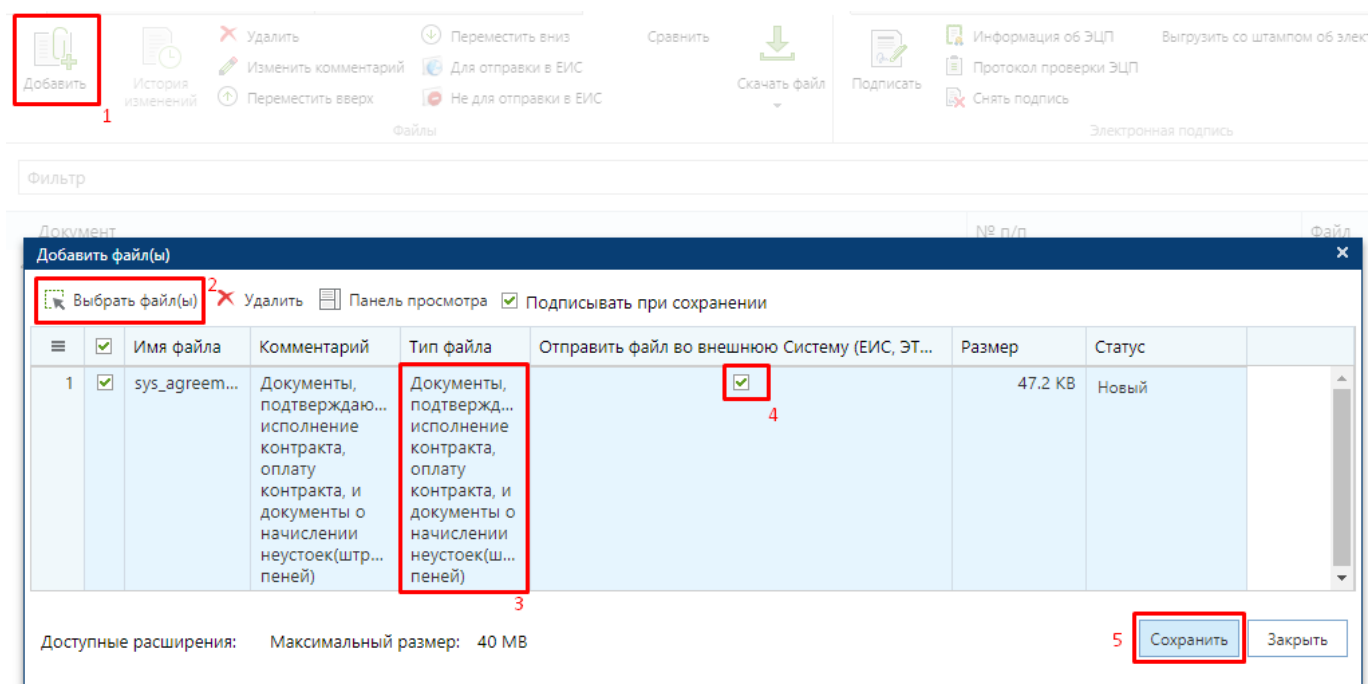 Добавить
1
История
изменений
Удалить
Изменить комментарий
Переместить вверх
Переместить вниз
Для отправки в ЕИС
Не для отправки в ЕИС
Сравнить
Скачать файл
Файлы
Подписать
Информация об ЭЦП
Протокол проверки ЭЦП
Снять подпись
Выгрузить со штампом об элект
Электронная подпись
Фильтр
Документ № п/п Файл
Добавить файл(ы)
Выбрать файл(ы) 2 Удалить Панель просмотра Подписывать при сохранении
Имя файла Комментарий Тип файла Отправить файл во внешнюю Систему (ЕИС, ЭТ... Размер Статус
1 sys_agreem...
Документы,
подтверждаю...
исполнение
контракта,
оплату
контракта, и
документы о
начислении
неустоек(штр...
пеней)
Документы,
подтвержд...
исполнение
контракта,
оплату
контракта, и
документы о
начислении
неустоек(ш...
пеней)
3
4
47.2 KB Новый
Доступные расширения: Максимальный размер: 40 MB
5 Сохранить Закрыть